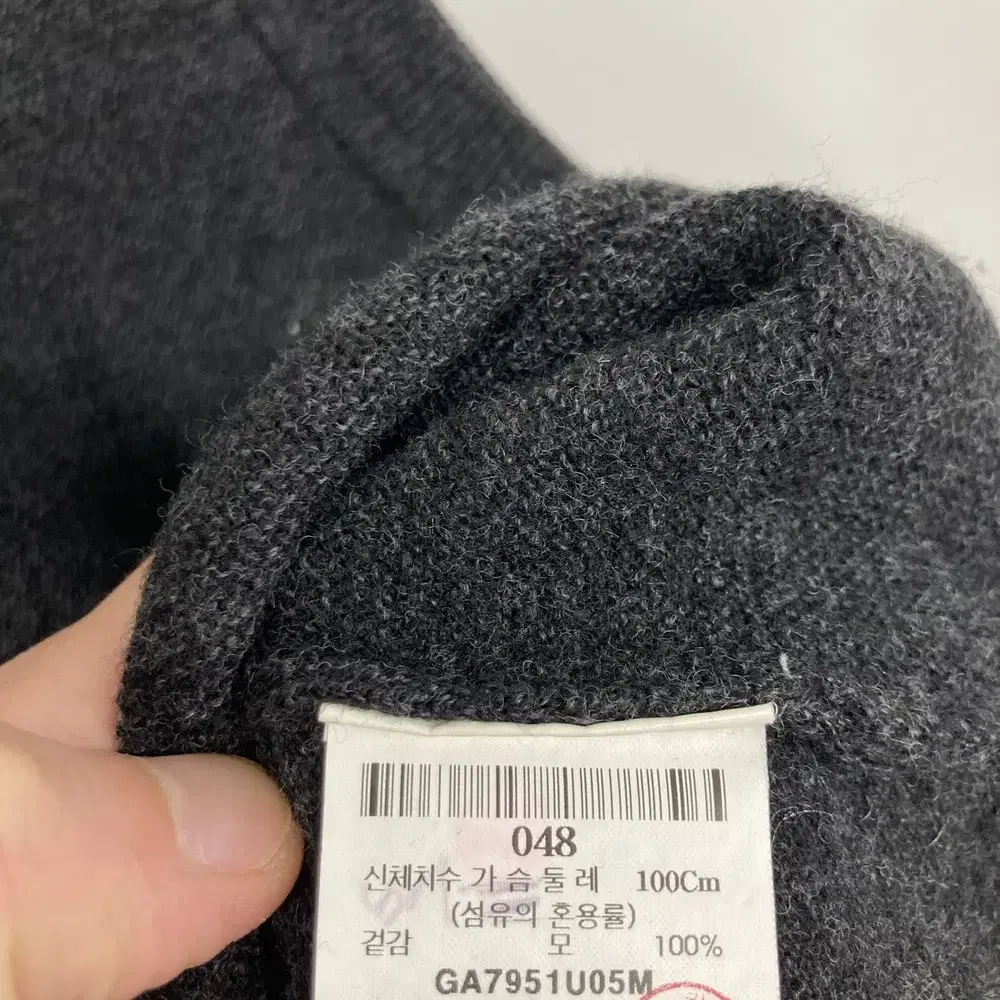 048
신체치수 가 슴 둘 레 100Cm
(섬유의 혼용률)
겉감 모 100%
GA7951U05M